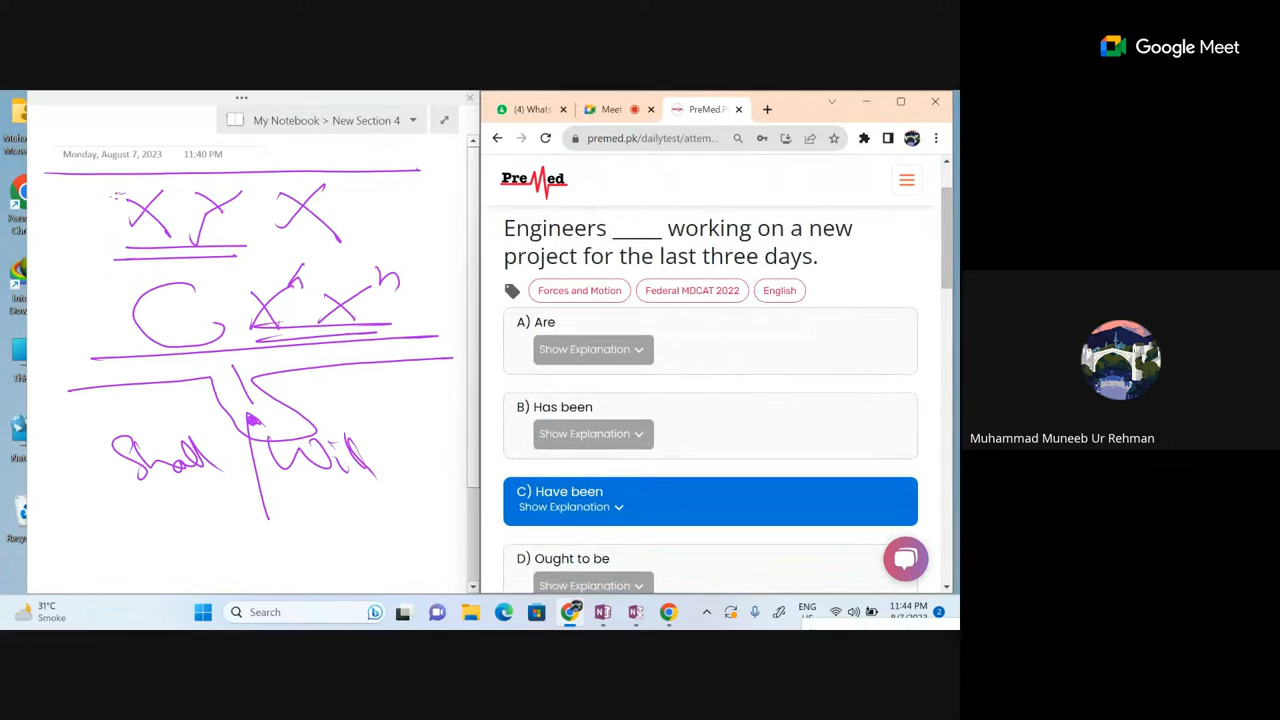 Google Meet
My Notebook > New Section 4
Monday, August 7, 2023 11:40 PM
X Y X
C X^h X^n
Shall Will
(4) Whats
Meet
PreMed.P
premed.pk/dailytest/attem...
PreMed
Engineers _____ working on a new
project for the last three days.
Forces and Motion
Federal MDCAT 2022
English
A) Are
Show Explanation
B) Has been
Show Explanation
C) Have been
Show Explanation
D) Ought to be
Show Explanation
Muhammad Muneeb Ur Rehman
31°C
Smoke
Search
ENG
11:44 PM
2